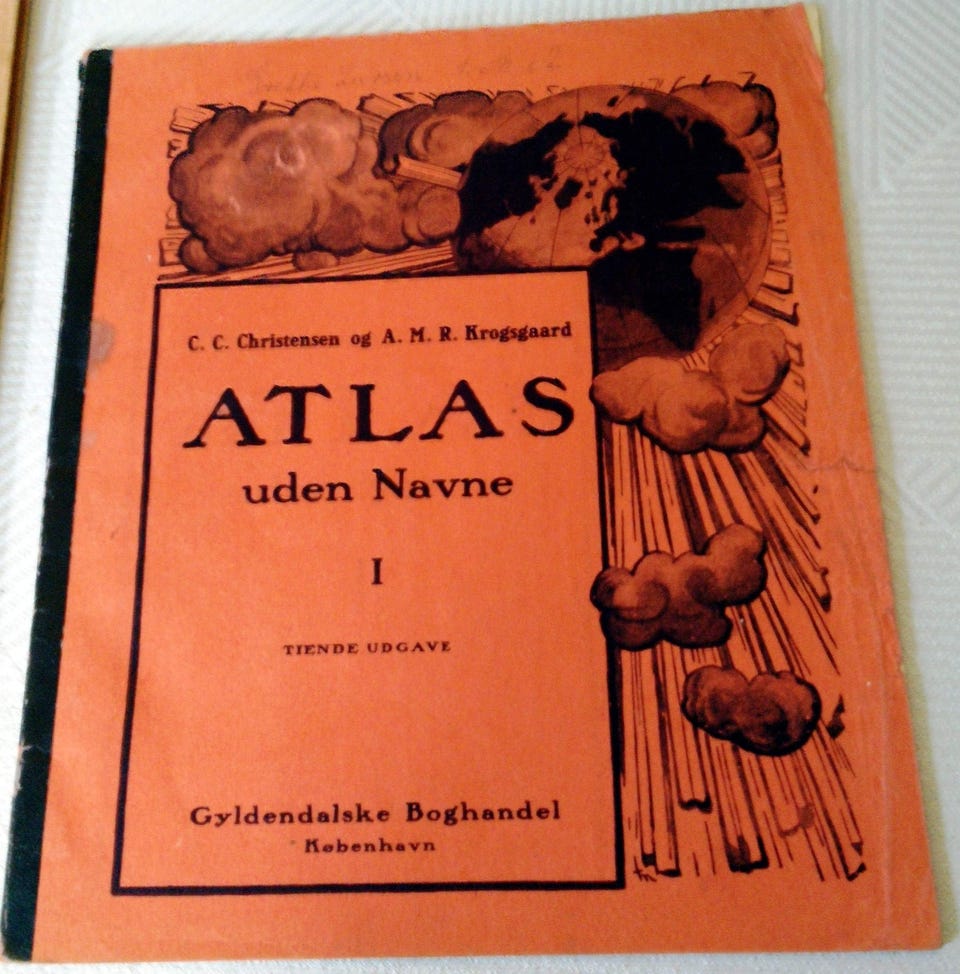 C. C. Christensen og A. M. R. Krogsgaard
ATLAS
uden Navne
I
TIENDE UDGAVE
Gyldendalske Boghandel
København